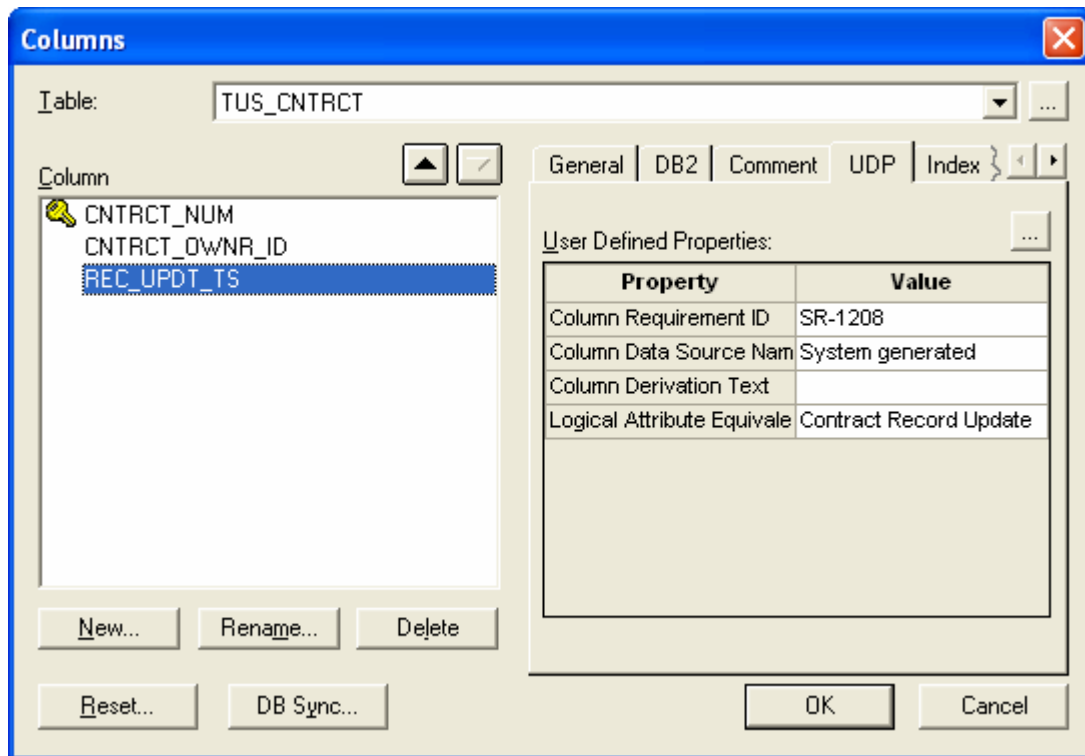 Columns
Table:
TUS_CNTRCT
...
Column
General
DB2
Comment
UDP
Index
CNTRCT_NUM
CNTRCT_OWNR_ID
REC_UPDT_TS
User Defined Properties:
...
Property Value
Column Requirement ID SR-1208
Column Data Source Nam System generated
Column Derivation Text
Logical Attribute Equivale Contract Record Update
New...
Rename...
Delete
Reset...
DB Sync...
OK
Cancel